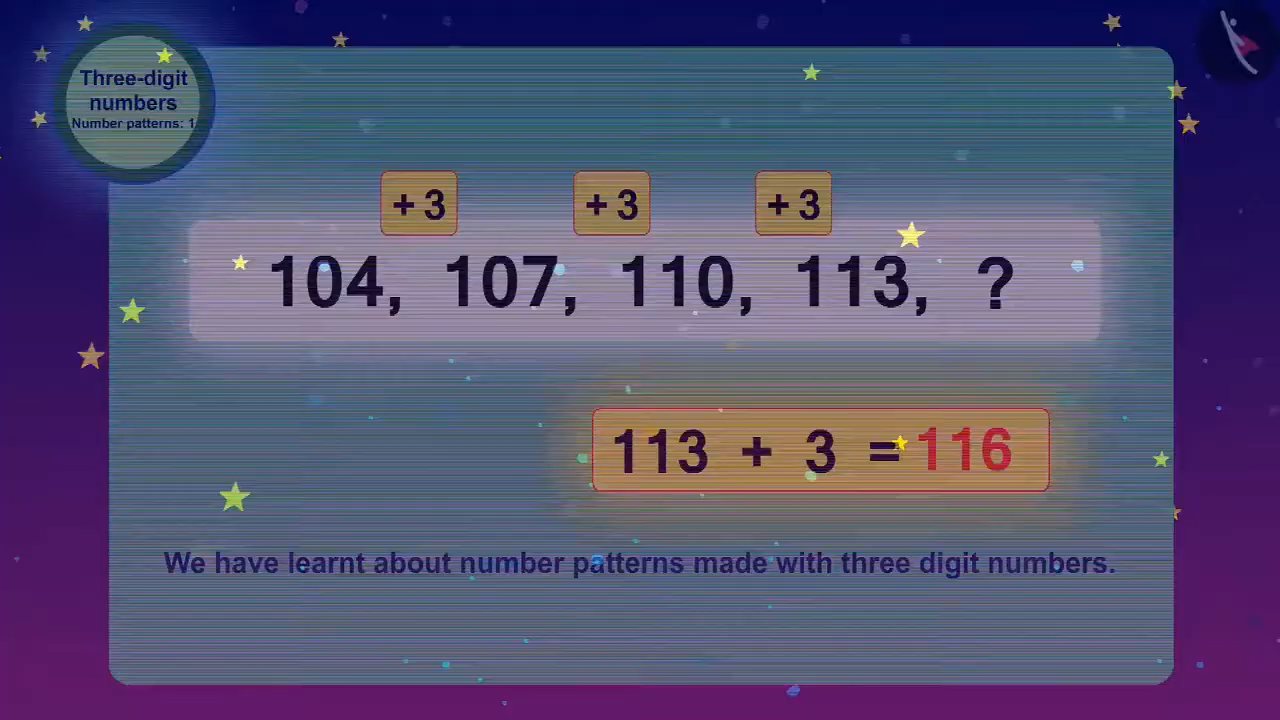 Three-digit
numbers
Number patterns: 1
+ 3 + 3 + 3
104, 107, 110, 113, ?
113 + 3 = 116
We have learnt about number patterns made with three digit numbers.